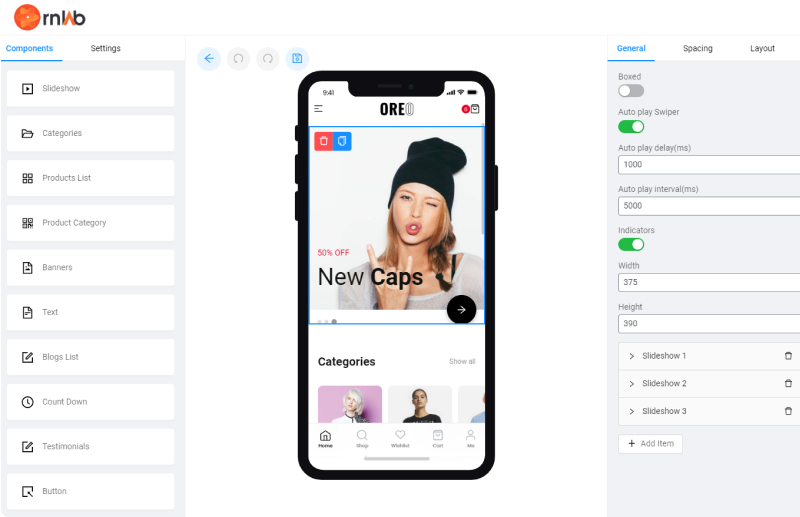 rnlab
Components
Settings
Slideshow
Categories
Products List
Product Category
Banners
Text
Blogs List
Count Down
Testimonials
Button
9:41
OREO
0
50% OFF
New Caps
Categories
Show all
Home
Shop
Wishlist
Cart
Me
General
Spacing
Layout
Boxed
Auto play Swiper
Auto play delay(ms)
1000
Auto play interval(ms)
5000
Indicators
Width
375
Height
390
Slideshow 1
Slideshow 2
Slideshow 3
+ Add Item